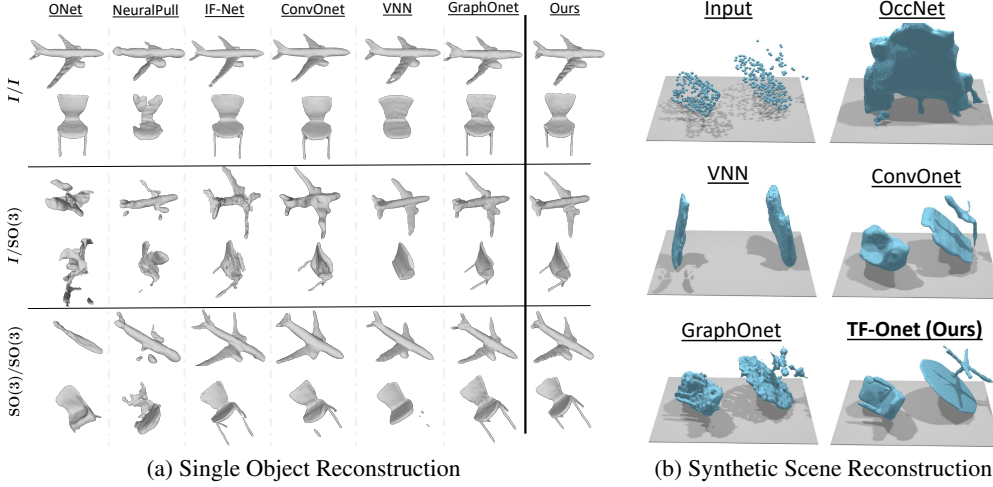 ONet NeuralPull IF-Net ConvOnet VNN GraphOnet Ours
I/I
I/SO(3)
SO(3)/SO(3)
(a) Single Object Reconstruction
Input OccNet
VNN ConvOnet
GraphOnet TF-Onet (Ours)
(b) Synthetic Scene Reconstruction